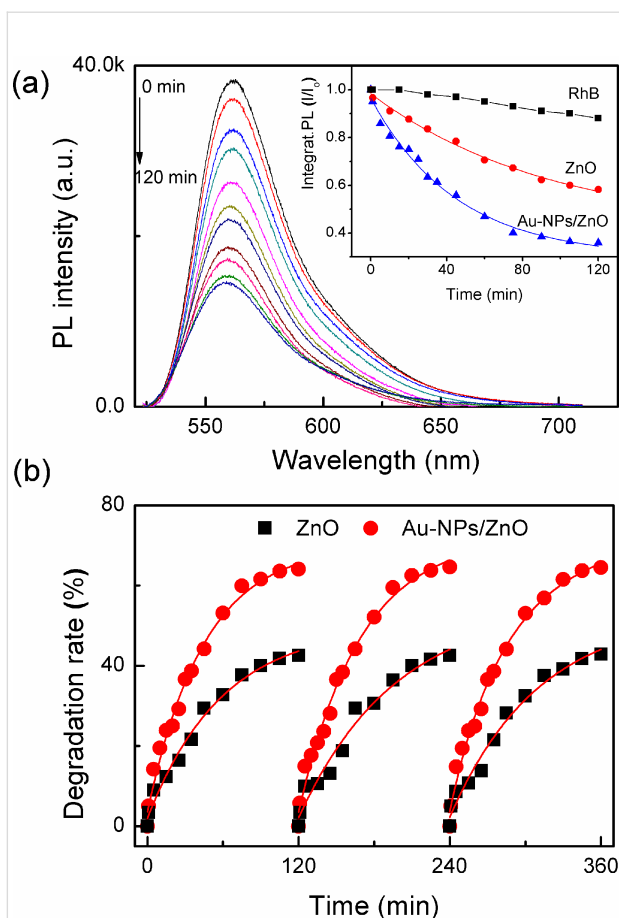 (a)
40.0k
0 min
120 min
0.0
PL intensity (a.u.)
550
600
650
700
Wavelength (nm)
1.0
0.8
0.6
0.4
Integrat.PL (I/I₀)
RhB
ZnO
Au-NPs/ZnO
0
40
80
120
Time (min)
(b)
80
40
0
Degradation rate (%)
ZnO
Au-NPs/ZnO
0
120
240
360
Time (min)